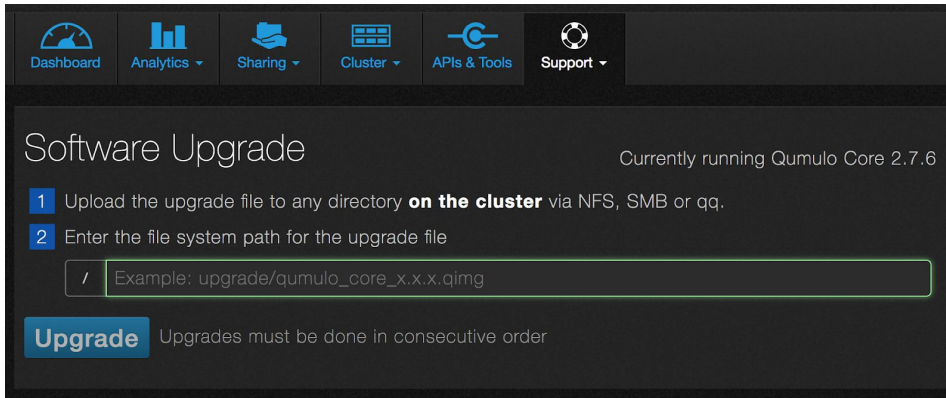 Dashboard Analytics Sharing Cluster APIs & Tools Support
Software Upgrade
Currently running Qumulo Core 2.7.6
1 Upload the upgrade file to any directory on the cluster via NFS, SMB or qq.
2 Enter the file system path for the upgrade file
/ Example: upgrade/qumulo_core_x.x.x.qimg
Upgrade Upgrades must be done in consecutive order